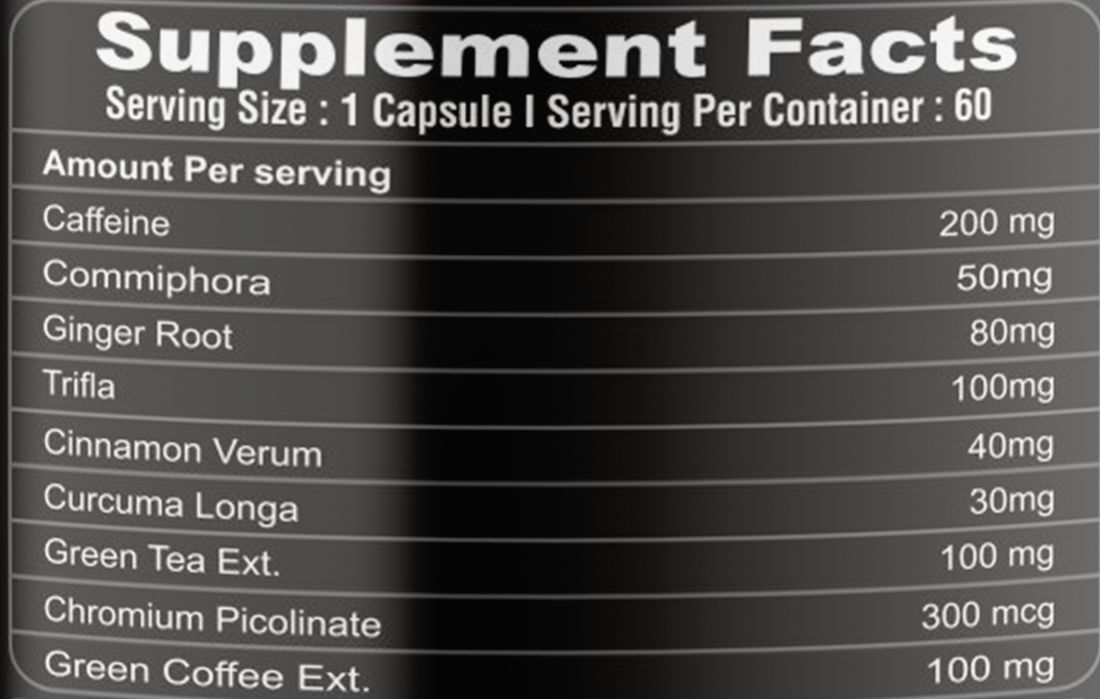 Supplement Facts
Serving Size : 1 Capsule I Serving Per Container : 60
Amount Per serving
Caffeine 200 mg
Commiphora 50mg
Ginger Root 80mg
Trifla 100mg
Cinnamon Verum 40mg
Curcuma Longa 30mg
Green Tea Ext. 100 mg
Chromium Picolinate 300 mcg
Green Coffee Ext. 100 mg